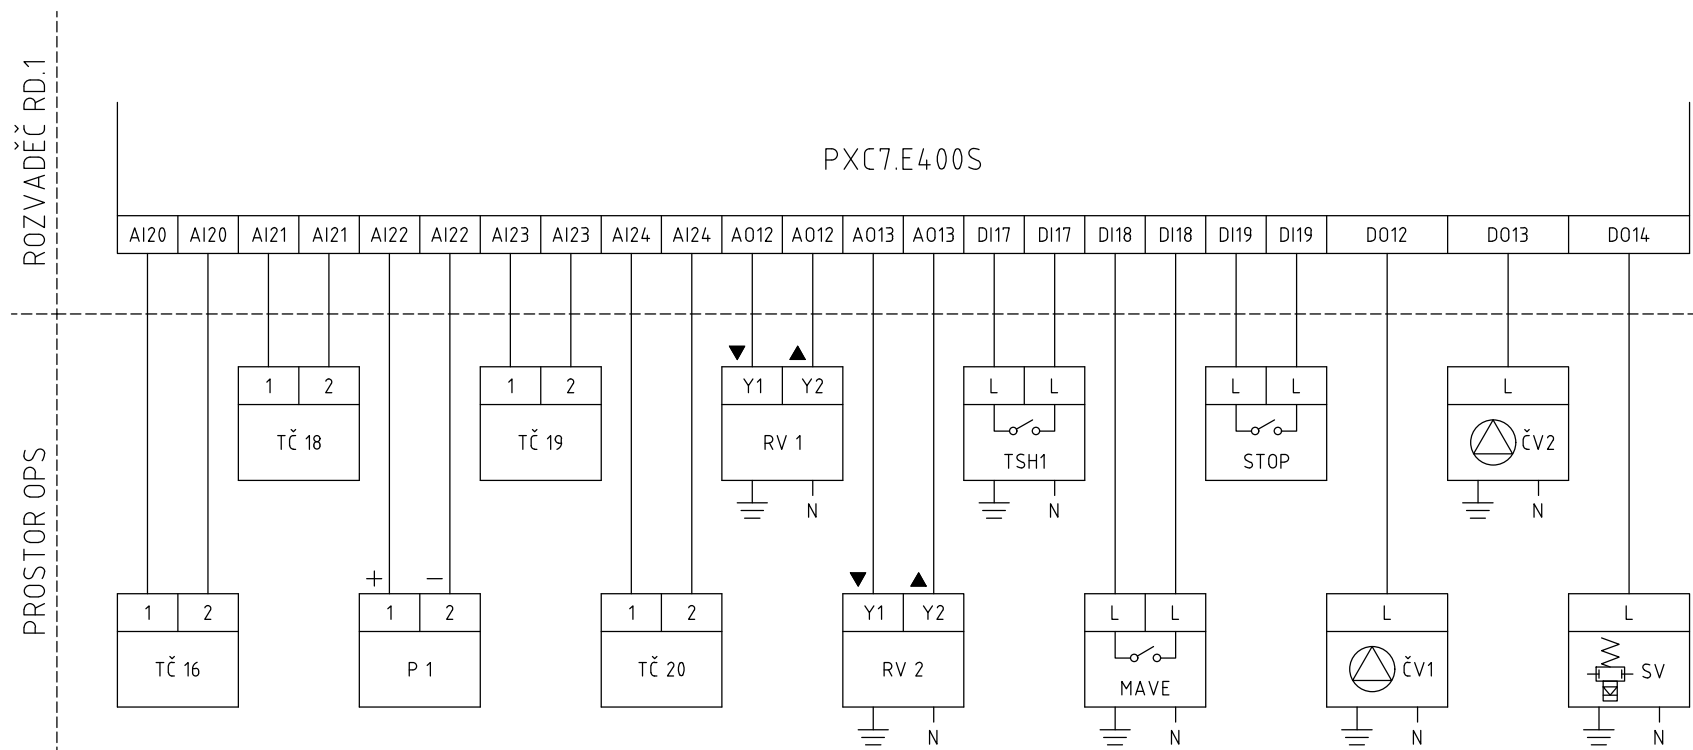 ROZVADĚČ RD.1
PXC7.E400S
AI20 AI20 AI21 AI21 AI22 AI22 AI23 AI23 AI24 AI24 AO12 AO12 AO13 AO13 DI17 DI17 DI18 DI18 DI19 DI19 DO12 DO13 DO14
PROSTOR OPS
1 2 1 2 Y1 Y2 L L L L L
TČ 18 TČ 19 RV 1 TSH1 STOP ČV2
N N N
+ −
1 2 1 2 1 2 Y1 Y2 L L L L
TČ 16 P 1 TČ 20 RV 2 MAVE ČV1 SV
N N N N